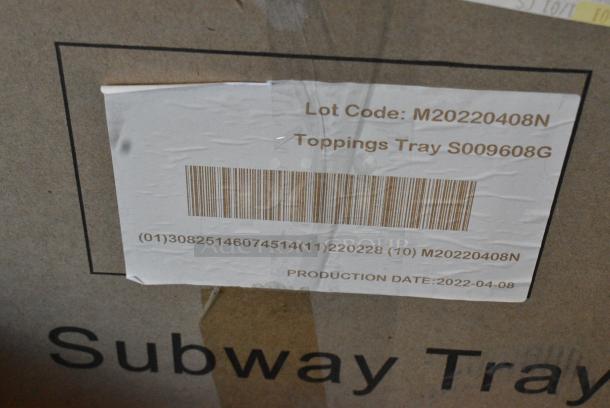 Lot Code: M20220408N
Toppings Tray S009608G
(01)30825146074514(11)220228 (10) M20220408N
PRODUCTION DATE:2022-04-08
Subway Tray